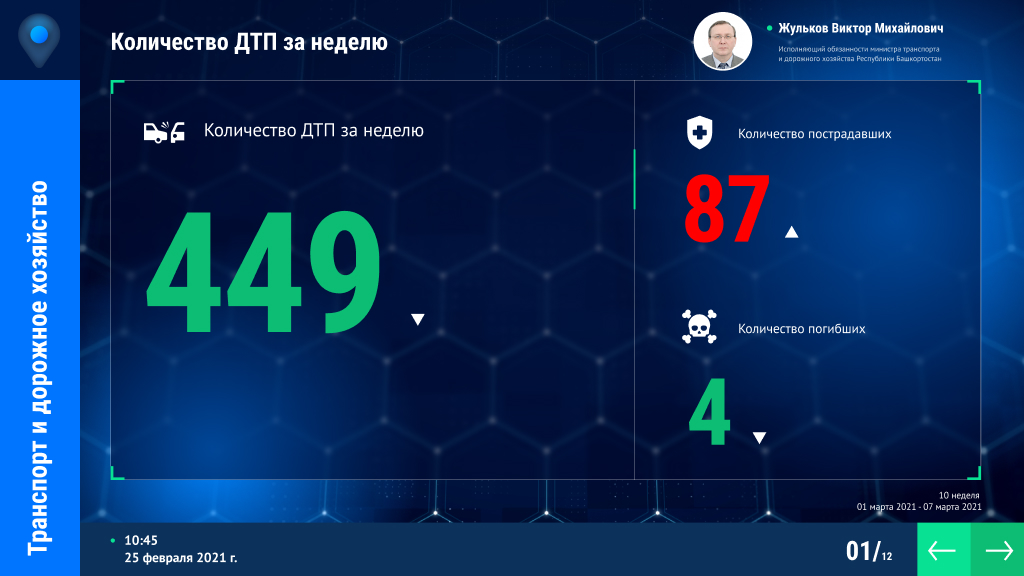 Количество ДТП за неделю
Жульков Виктор Михайлович
Исполняющий обязанности министра транспорта
и дорожного хозяйства Республики Башкортостан
Транспорт и дорожное хозяйство
Количество ДТП за неделю
449
Количество пострадавших
87
Количество погибших
4
10 неделя
01 марта 2021 - 07 марта 2021
10:45
25 февраля 2021 г.
01/12